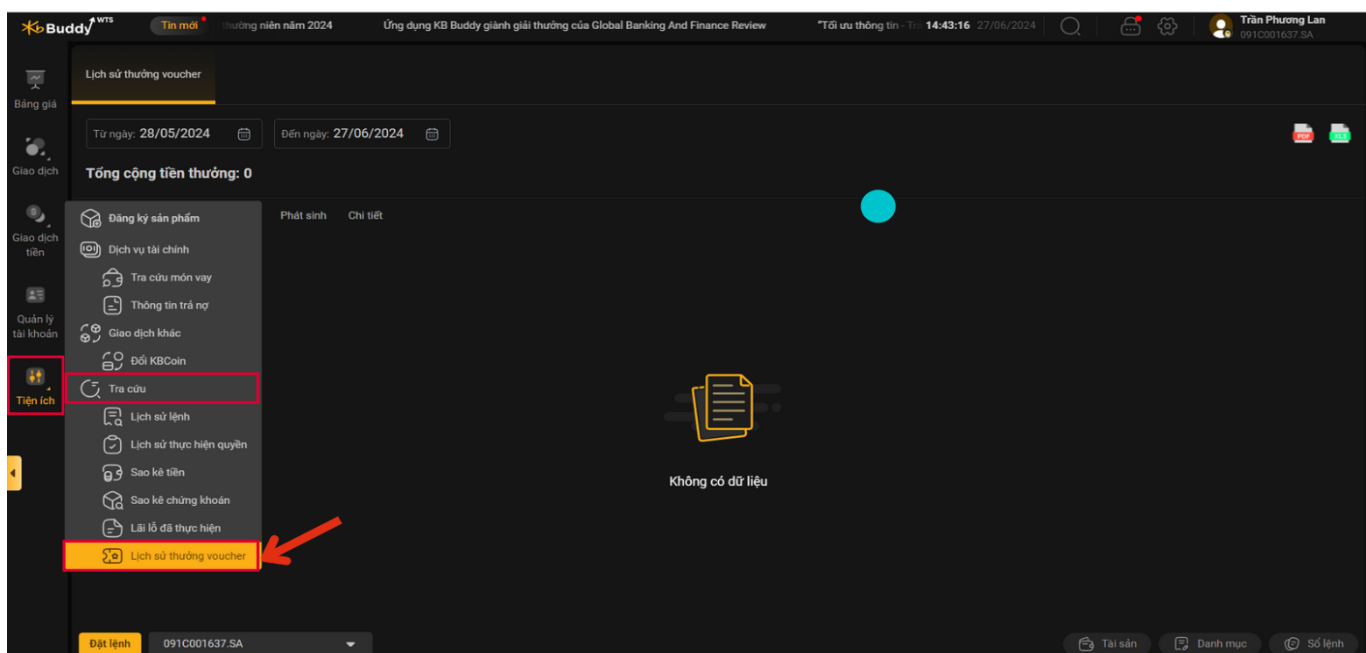 KB Buddy WTS
Tin mới
thường niên năm 2024
Ứng dụng KB Buddy giành giải thưởng của Global Banking And Finance Review
"Tối ưu thông tin - Trả
14:43:16 27/06/2024
Trần Phương Lan
091C001637.SA
Bảng giá
Giao dịch
Giao dịch
tiền
Quản lý
tài khoản
Tiện ích
Lịch sử thưởng voucher
Từ ngày: 28/05/2024
Đến ngày: 27/06/2024
PDF
XLS
Tổng cộng tiền thưởng: 0
Phát sinh
Chi tiết
Đăng ký sản phẩm
Dịch vụ tài chính
Tra cứu món vay
Thông tin trả nợ
Giao dịch khác
Đổi KBCoin
Tra cứu
Lịch sử lệnh
Lịch sử thực hiện quyền
Sao kê tiền
Sao kê chứng khoán
Lãi lỗ đã thực hiện
Lịch sử thưởng voucher
Không có dữ liệu
Đặt lệnh
091C001637.SA
Tài sản
Danh mục
Sổ lệnh